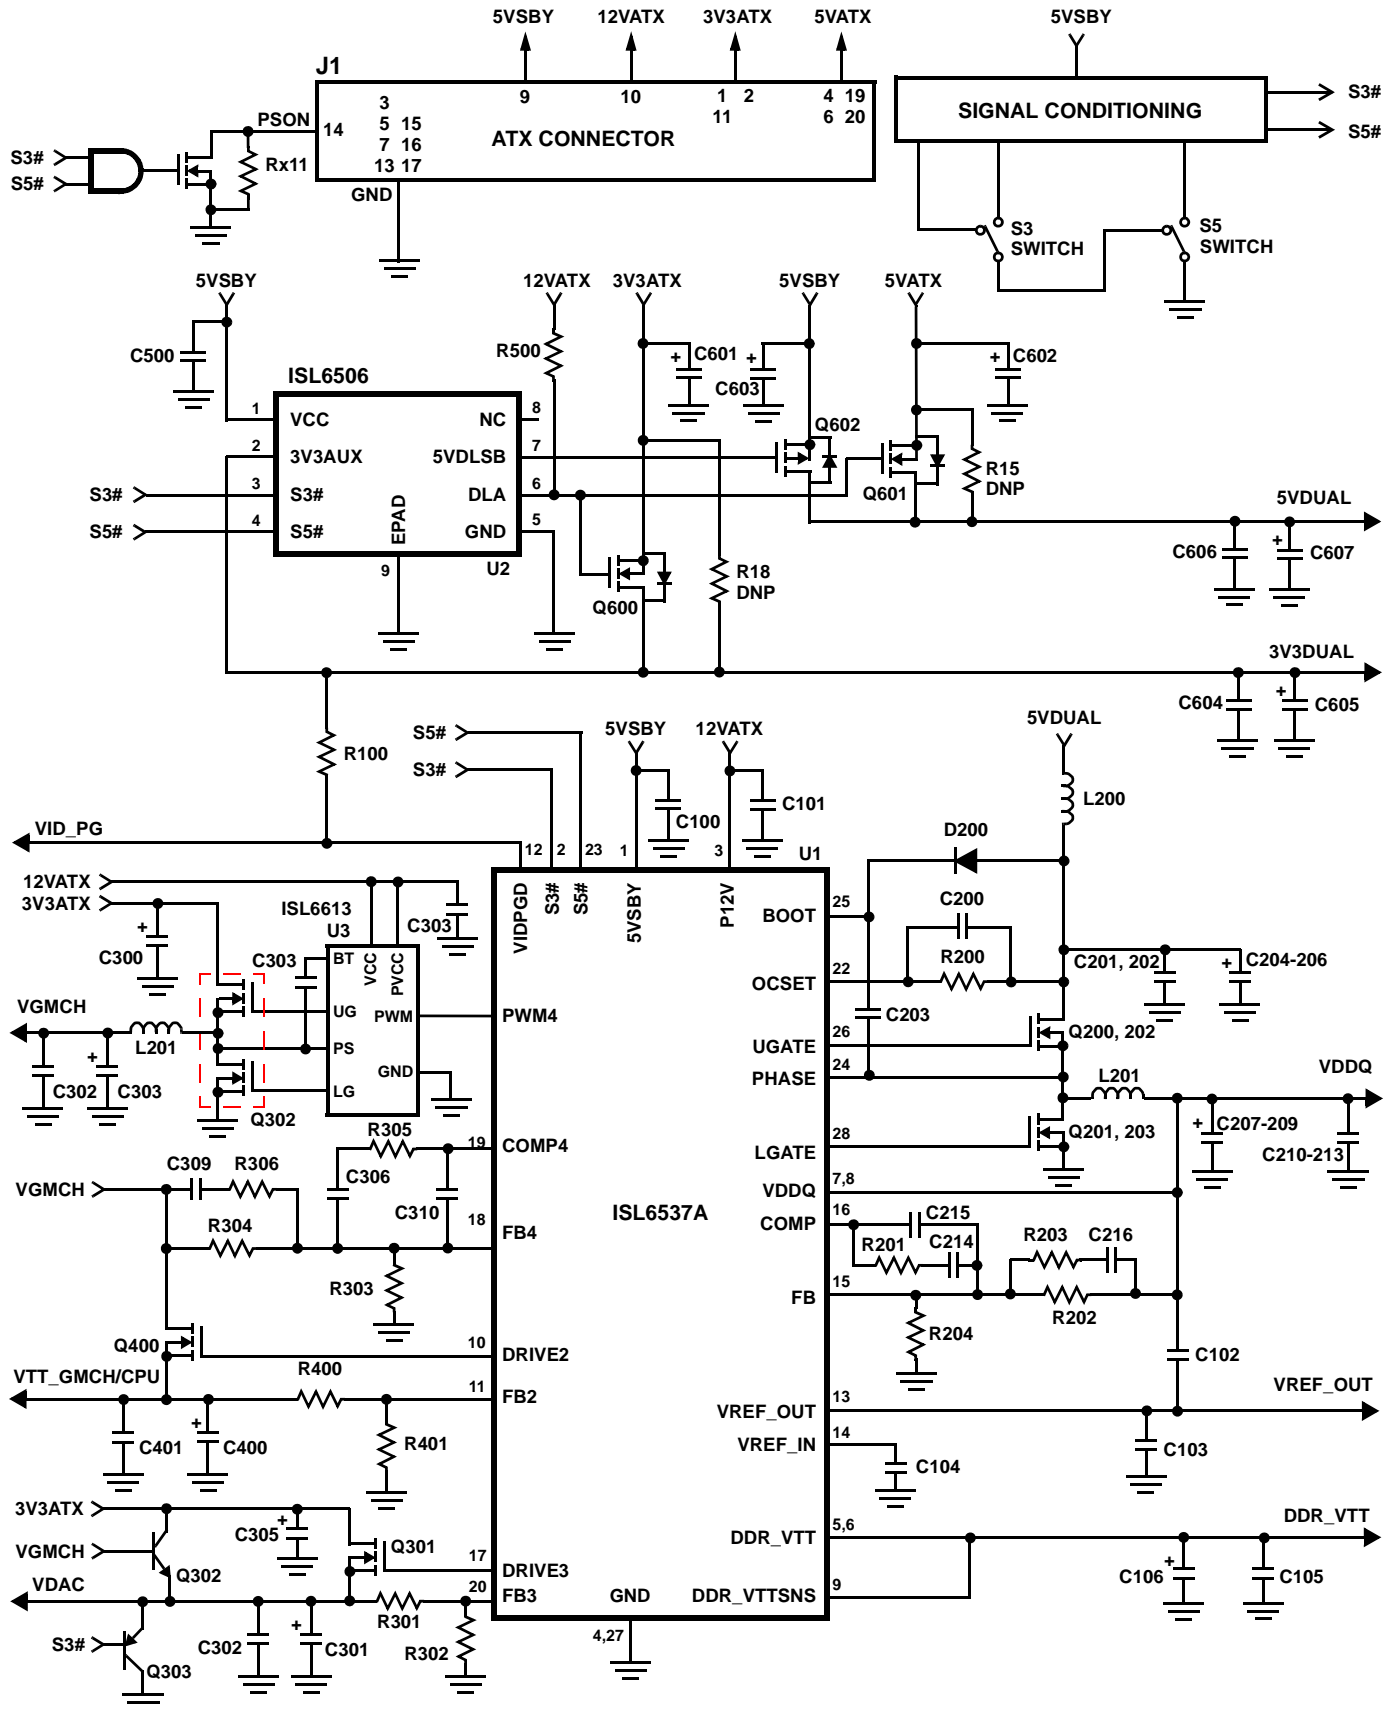 5VSBY 12VATX 3V3ATX 5VATX 5VSBY
J1
9 10 1 2 4 19
11 6 20
3
5 15
7 16
13 17
14
ATX CONNECTOR
PSON
GND
S3#
S5#
Rx11
SIGNAL CONDITIONING
S3#
S5#
S3
SWITCH
S5
SWITCH
5VSBY 12VATX 3V3ATX 5VSBY 5VATX
C500
R500
+ C601
+
C603
+ C602
ISL6506
1 VCC NC 8
2 3V3AUX 5VDLSB 7
S3# 3 S3# DLA 6
S5# 4 S5# GND 5
EPAD
9
U2
Q602
Q601
R15
DNP
5VDUAL
C606
+ C607
Q600
R18
DNP
3V3DUAL
C604
+ C605
R100
S5#
S3#
5VSBY 12VATX
5VDUAL
C100
C101
L200
VID_PG
12 2 23 1 3
U1
VIDPGD
S3#
S5#
5VSBY
P12V
D200
12VATX
3V3ATX
+
C300
ISL6613
U3
C303
C303
BT
VCC
PVCC
UG
PWM
PS
GND
LG
VGMCH
L201
C302
+
C303
Q302
PWM4
BOOT 25
C200
R200
OCSET 22
C201, 202
+ C204-206
C203
UGATE 26
Q200, 202
PHASE 24
L201
VDDQ
LGATE 28
Q201, 203
+ C207-209
C210-213
VDDQ 7,8
R305
19 COMP4
C309 R306
C306
VGMCH
C310
R304
18 FB4
R303
ISL6537A
COMP 16
C215
R201 C214
R203 C216
FB 15
R202
R204
C102
Q400
10 DRIVE2
VTT_GMCH/CPU
R400
11 FB2
C401
+
C400
R401
VREF_OUT 13
VREF_OUT
VREF_IN 14
C104
C103
3V3ATX
+
C305
VGMCH
Q302
Q301
17 DRIVE3
VDAC
20 FB3
R301
S3#
Q303
C302
+
C301
R302
GND
4,27
DDR_VTT 5,6
DDR_VTT
DDR_VTTSNS 9
+
C106
C105